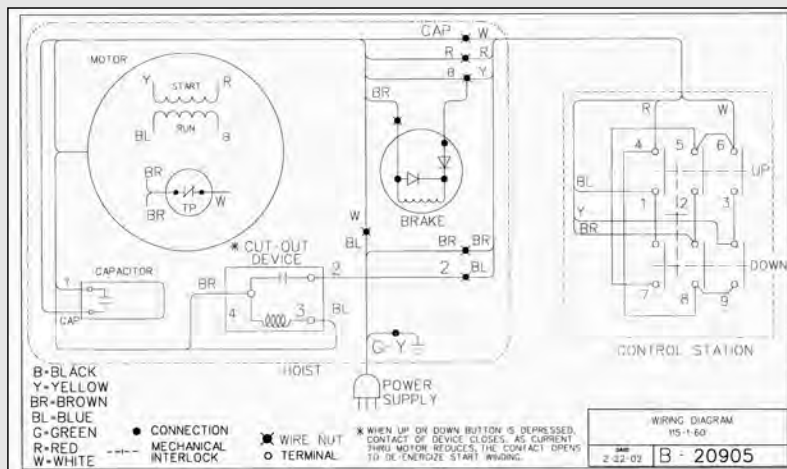 CAP W
MOTOR
R R
Y START R
B Y
BR
BL RUN B
BR
BR TP W
BRAKE
W
BL
* CUT-OUT
DEVICE
BR BR
2 2 BL
CAPACITOR
Y
CAP
BR
4 3 BL
G-Y
HOIST
POWER
SUPPLY
R W
4 5 6
UP
BL
1 2 3
Y
BR
DOWN
7 8 9
CONTROL STATION
B=BLACK
Y=YELLOW
BR=BROWN
BL=BLUE
G=GREEN
R=RED
W=WHITE
CONNECTION
MECHANICAL
INTERLOCK
WIRE NUT
TERMINAL
* WHEN UP OR DOWN BUTTON IS DEPRESSED,
CONTACT OF DEVICE CLOSES. AS CURRENT
THRU MOTOR REDUCES, THE CONTACT OPENS
TO DE-ENERGIZE START WINDING.
WIRING DIAGRAM
115-1-60
2-22-02
B - 20905